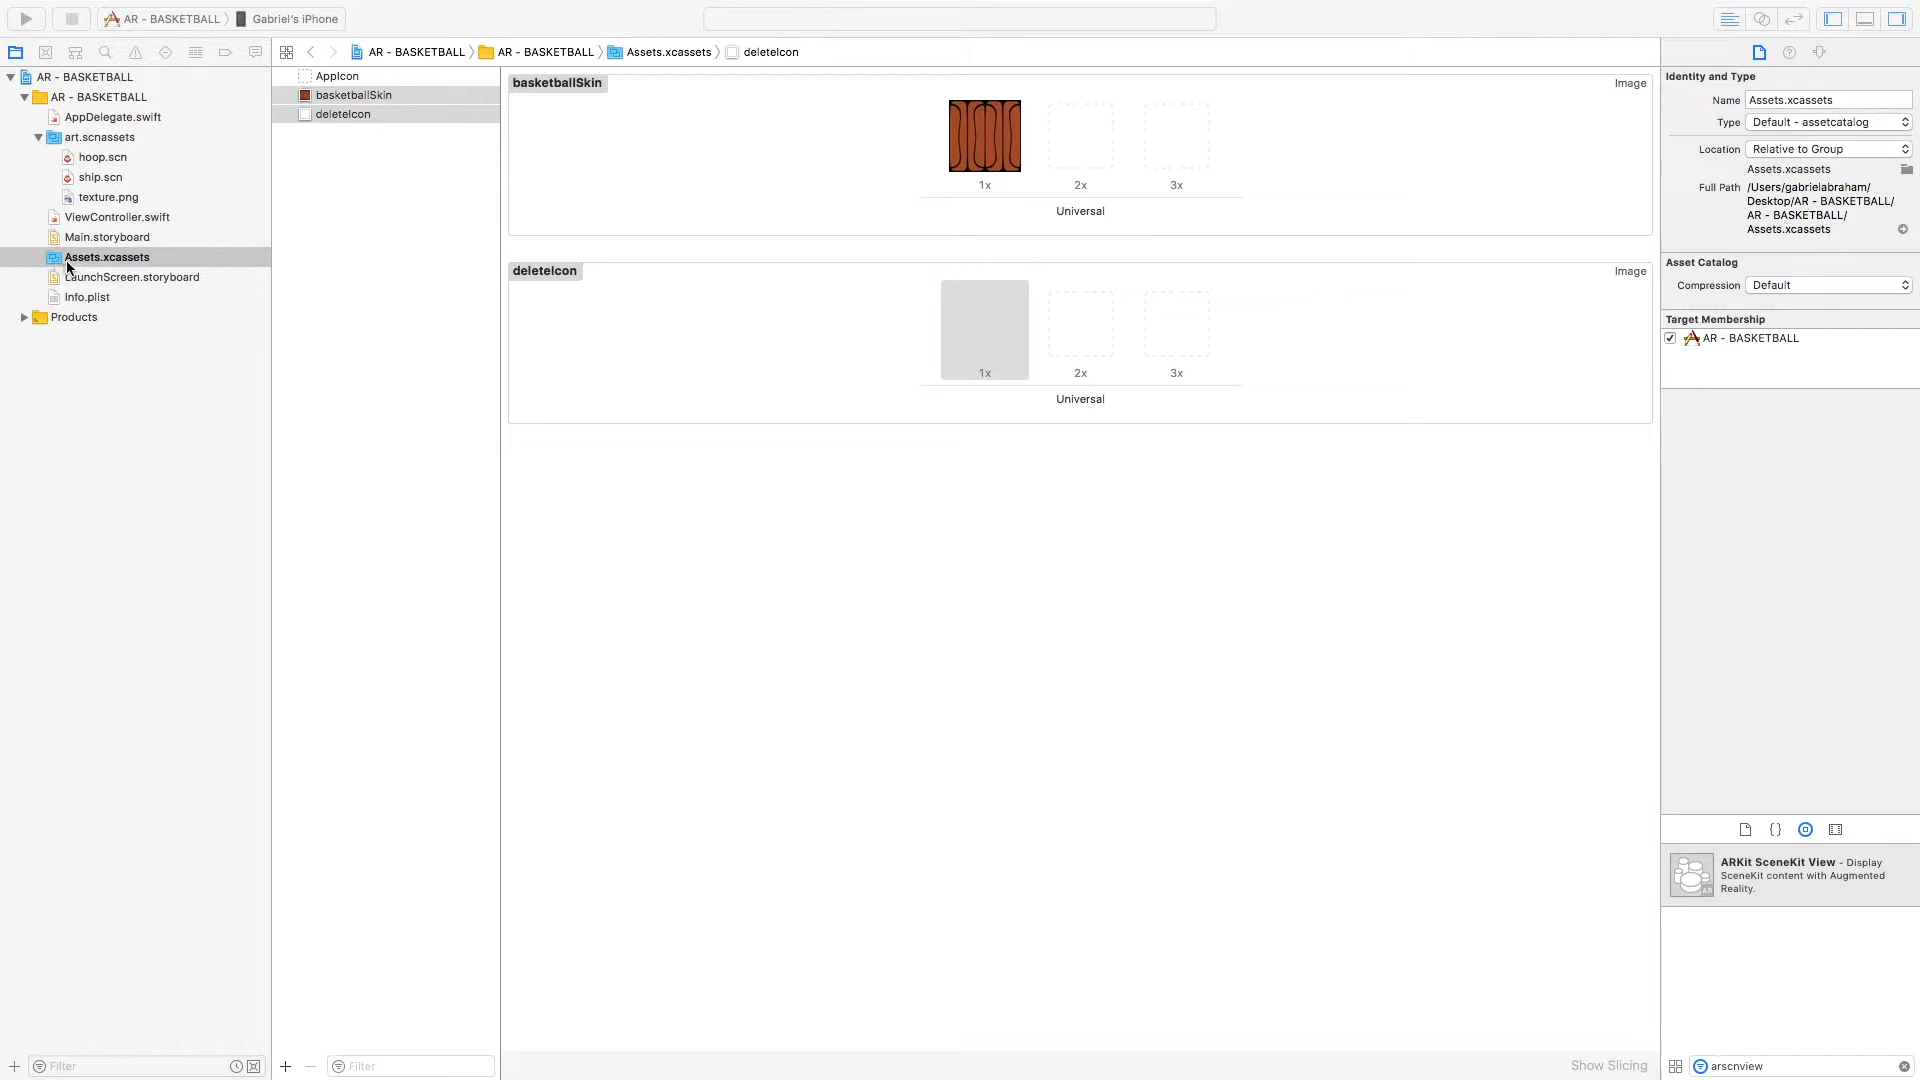 AR - BASKETBALL Gabriel's iPhone
AR - BASKETBALL AR - BASKETBALL Assets.xcassets deleteIcon
AR - BASKETBALL
AR - BASKETBALL
AppDelegate.swift
art.scnassets
hoop.scn
ship.scn
texture.png
ViewController.swift
Main.storyboard
Assets.xcassets
LaunchScreen.storyboard
Info.plist
Products
Filter
AppIcon
basketballSkin
deleteIcon
Filter
basketballSkin Image
1x 2x 3x
Universal
deleteIcon Image
1x 2x 3x
Universal
Show Slicing
Identity and Type
Name Assets.xcassets
Type Default - assetcatalog
Location Relative to Group
Assets.xcassets
Full Path /Users/gabrielabraham/
Desktop/AR - BASKETBALL/
AR - BASKETBALL/
Assets.xcassets
Asset Catalog
Compression Default
Target Membership
AR - BASKETBALL
{}
ARKit SceneKit View - Display
SceneKit content with Augmented
Reality.
AR
arscnview